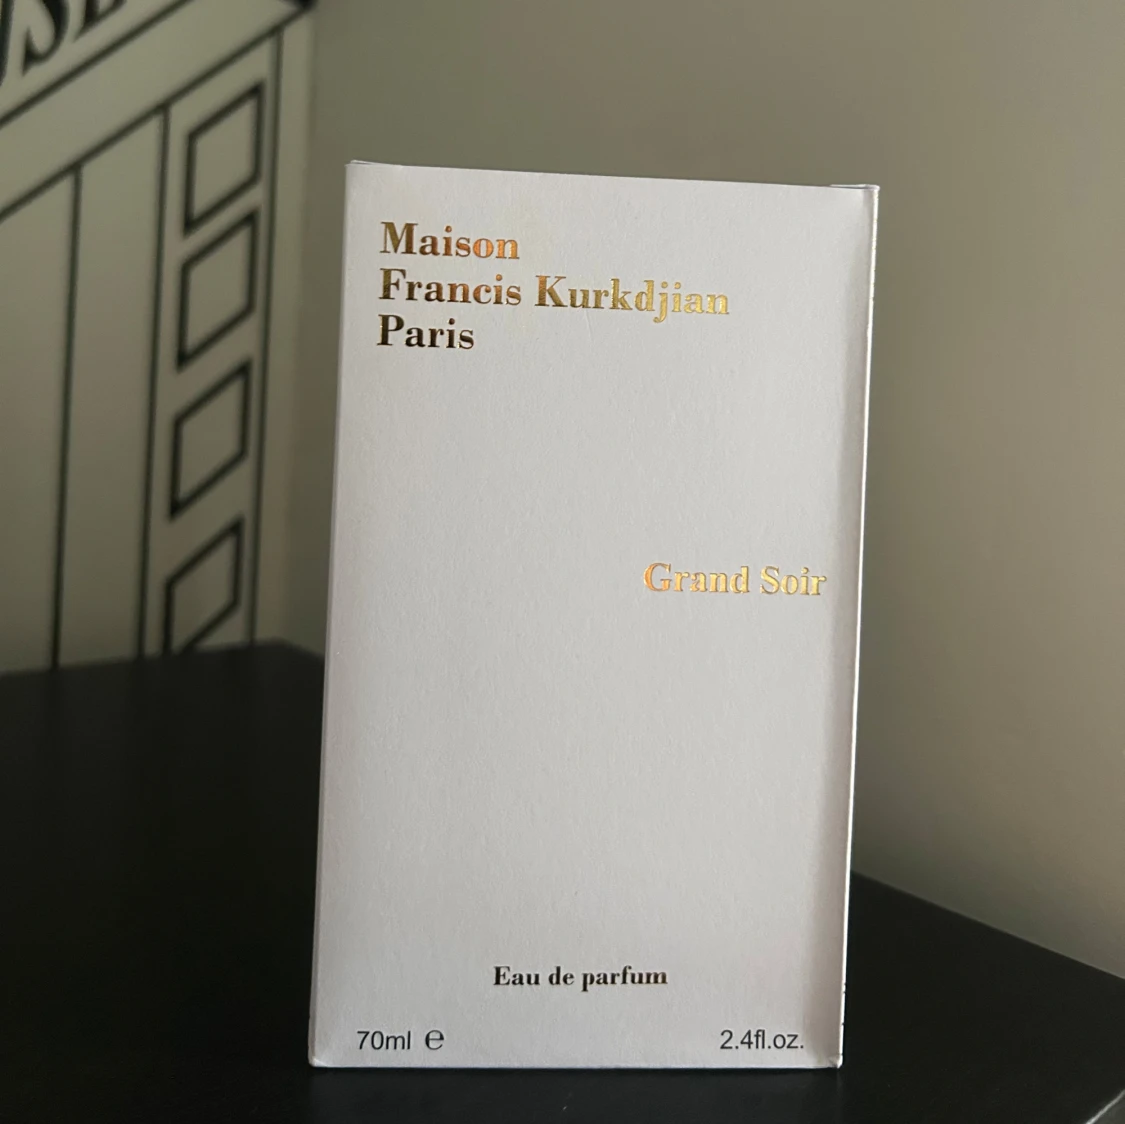 Maison
Francis Kurkdjian
Paris
Grand Soir
Eau de parfum
70ml ℮
2.4fl.oz.